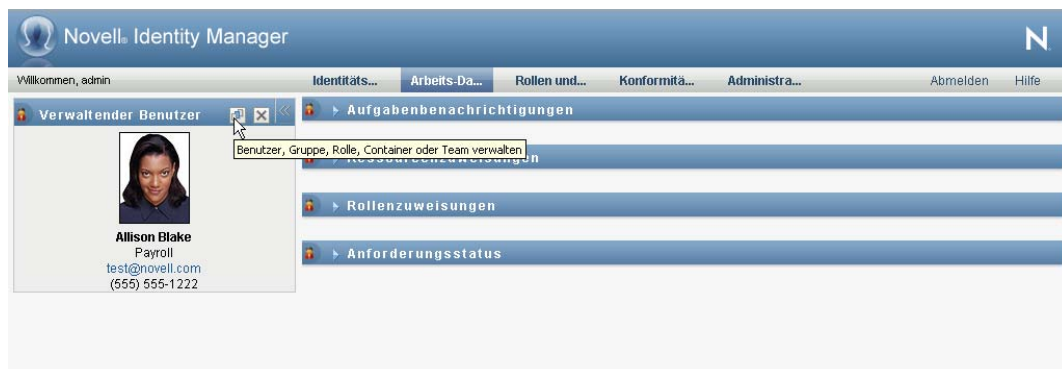 Novell® Identity Manager
N
Willkommen, admin
Identitäts...
Arbeits-Da...
Rollen und...
Konformitä...
Administra...
Abmelden
Hilfe
Verwaltender Benutzer
Aufgabenbenachrichtigungen
Benutzer, Gruppe, Rolle, Container oder Team verwalten
Ressourcenzuweisungen
Rollenzuweisungen
Allison Blake
Payroll
test@novell.com
(555) 555-1222
Anforderungsstatus